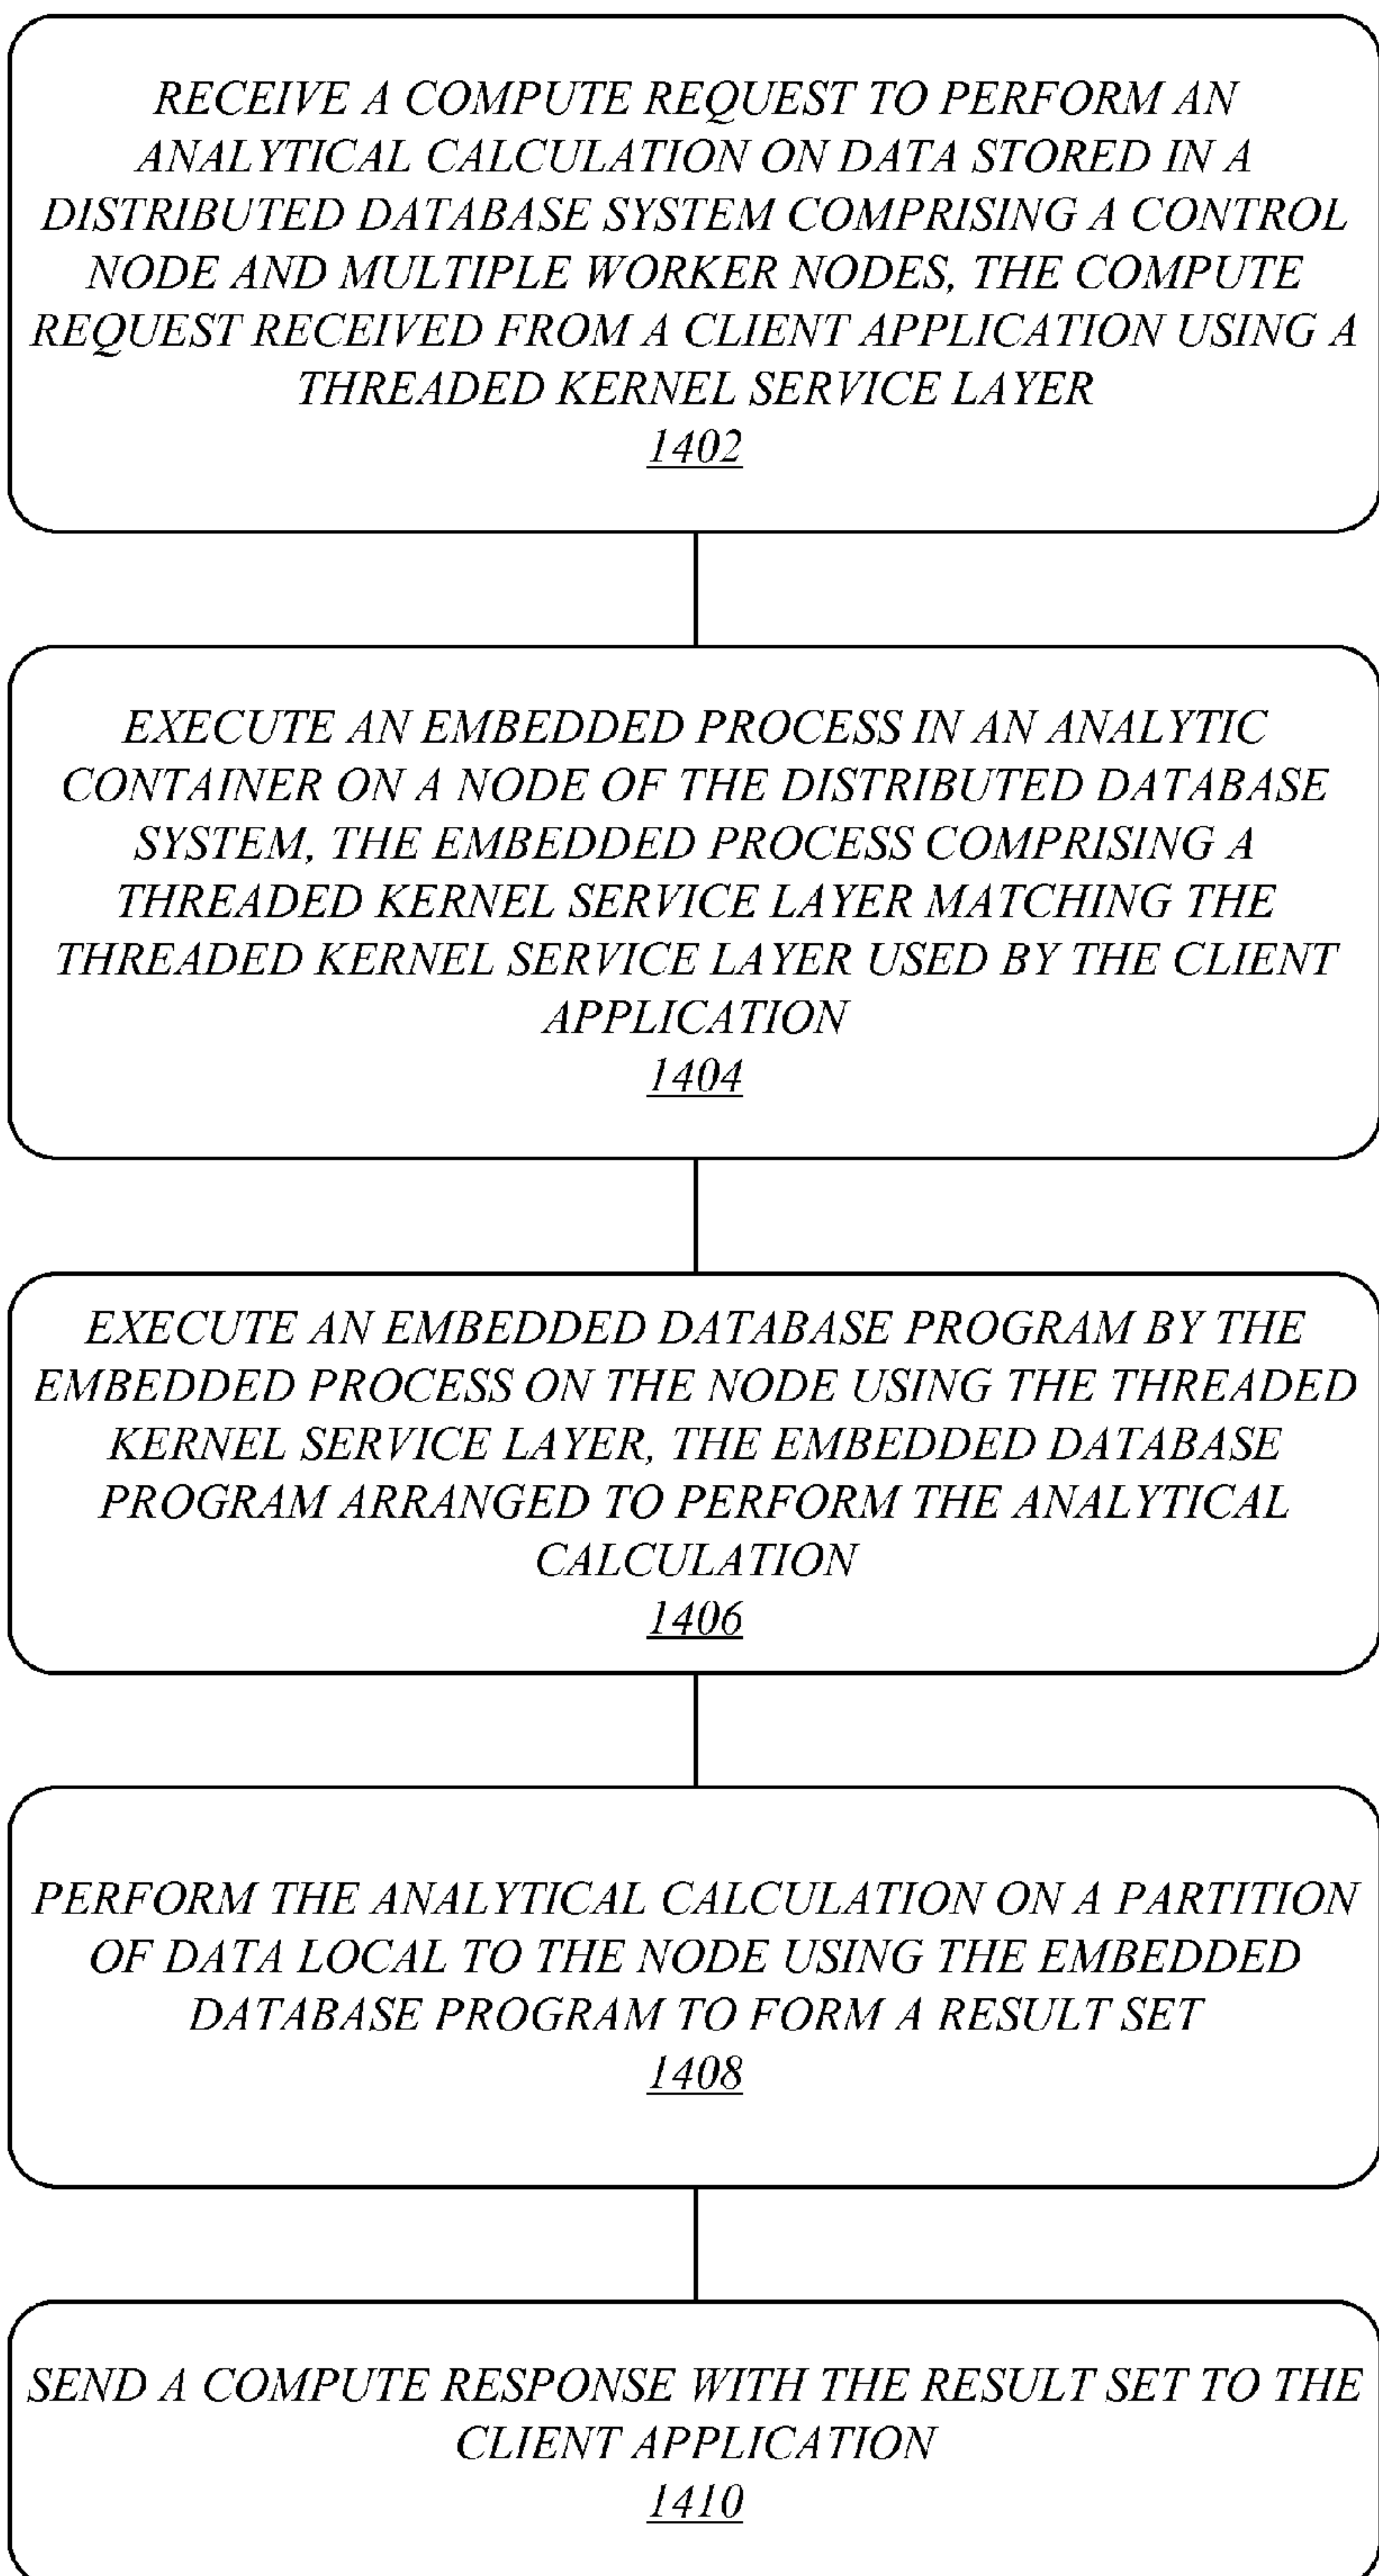 RECEIVE A COMPUTE REQUEST TO PERFORM AN
ANALYTICAL CALCULATION ON DATA STORED IN A
DISTRIBUTED DATABASE SYSTEM COMPRISING A CONTROL
NODE AND MULTIPLE WORKER NODES, THE COMPUTE
REQUEST RECEIVED FROM A CLIENT APPLICATION USING A
THREADED KERNEL SERVICE LAYER
1402
EXECUTE AN EMBEDDED PROCESS IN AN ANALYTIC
CONTAINER ON A NODE OF THE DISTRIBUTED DATABASE
SYSTEM, THE EMBEDDED PROCESS COMPRISING A
THREADED KERNEL SERVICE LAYER MATCHING THE
THREADED KERNEL SERVICE LAYER USED BY THE CLIENT
APPLICATION
1404
EXECUTE AN EMBEDDED DATABASE PROGRAM BY THE
EMBEDDED PROCESS ON THE NODE USING THE THREADED
KERNEL SERVICE LAYER, THE EMBEDDED DATABASE
PROGRAM ARRANGED TO PERFORM THE ANALYTICAL
CALCULATION
1406
PERFORM THE ANALYTICAL CALCULATION ON A PARTITION
OF DATA LOCAL TO THE NODE USING THE EMBEDDED
DATABASE PROGRAM TO FORM A RESULT SET
1408
SEND A COMPUTE RESPONSE WITH THE RESULT SET TO THE
CLIENT APPLICATION
1410